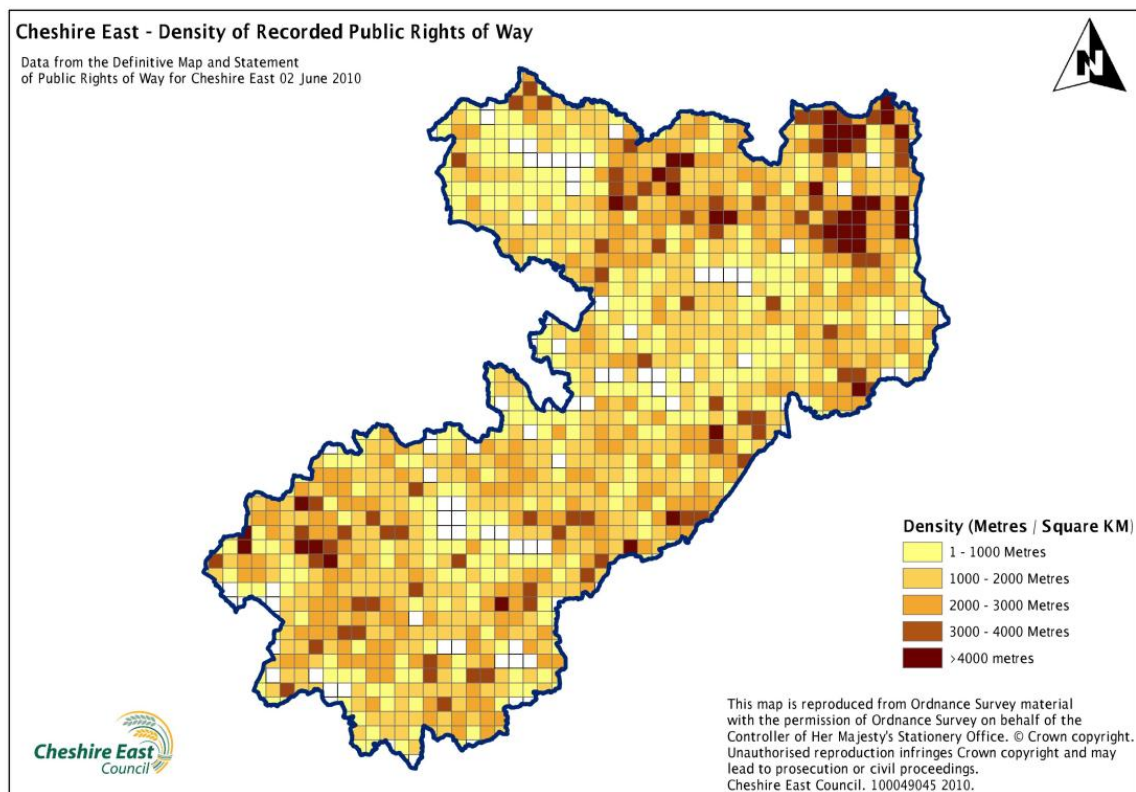 Cheshire East - Density of Recorded Public Rights of Way
Data from the Definitive Map and Statement
of Public Rights of Way for Cheshire East 02 June 2010
N
Density (Metres / Square KM)
1 - 1000 Metres
1000 - 2000 Metres
2000 - 3000 Metres
3000 - 4000 Metres
>4000 metres
This map is reproduced from Ordnance Survey material
with the permission of Ordnance Survey on behalf of the
Controller of Her Majesty's Stationery Office. © Crown copyright.
Unauthorised reproduction infringes Crown copyright and may
lead to prosecution or civil proceedings.
Cheshire East Council. 100049045 2010.
Cheshire East
Council